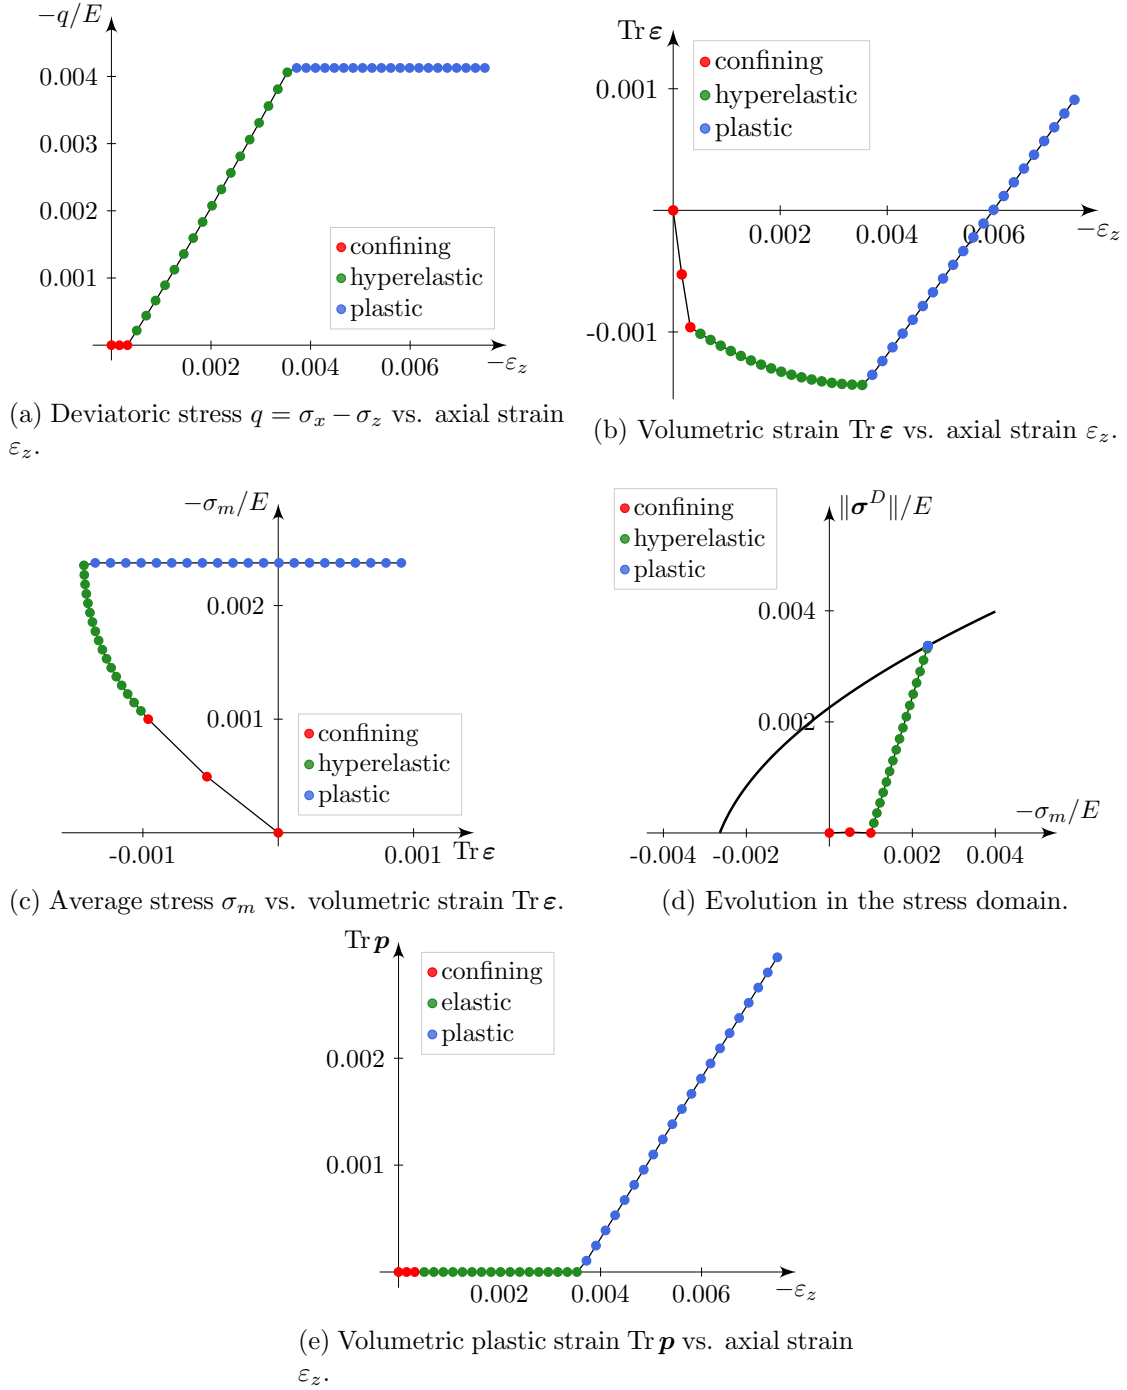 −q/E
0.004
0.003
0.002
0.001
confining
hyperelastic
plastic
0.002
0.004
0.006
−εz
(a) Deviatoric stress q = σx − σz vs. axial strain
εz.
Tr ε
0.001
-0.001
confining
hyperelastic
plastic
0.002
0.004
0.006
−εz
(b) Volumetric strain Tr ε vs. axial strain εz.
−σm/E
0.002
0.001
confining
hyperelastic
plastic
-0.001
0.001
Tr ε
(c) Average stress σm vs. volumetric strain Tr ε.
confining
hyperelastic
plastic
‖σD‖/E
0.004
0.002
−σm/E
-0.004
-0.002
0.002
0.004
(d) Evolution in the stress domain.
Tr p
confining
elastic
plastic
0.002
0.001
0.002
0.004
0.006
−εz
(e) Volumetric plastic strain Tr p vs. axial strain
εz.